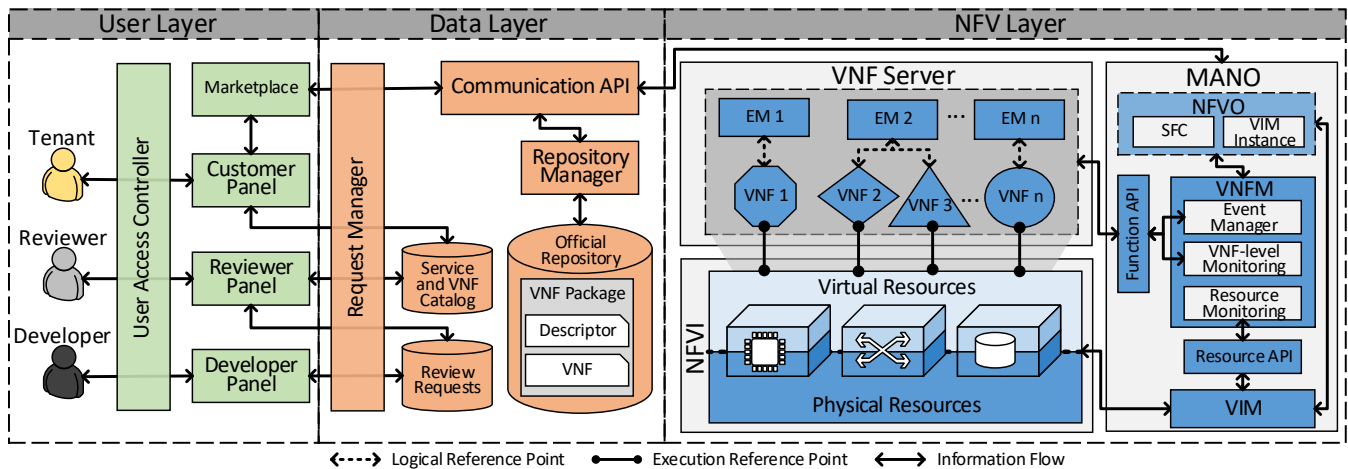 User Layer
Data Layer
NFV Layer
Tenant
Reviewer
Developer
User Access Controller
Marketplace
Customer
Panel
Reviewer
Panel
Developer
Panel
Request Manager
Communication API
Repository
Manager
Service
and VNF
Catalog
Review
Requests
Official
Repository
VNF Package
Descriptor
VNF
VNF Server
EM 1
EM 2
...
EM n
VNF 1
VNF 2
VNF 3
...
VNF n
NFVI
Virtual Resources
Physical Resources
MANO
NFVO
SFC
VIM
Instance
Function API
VNFM
Event
Manager
VNF-level
Monitoring
Resource
Monitoring
Resource API
VIM
Logical Reference Point
Execution Reference Point
Information Flow